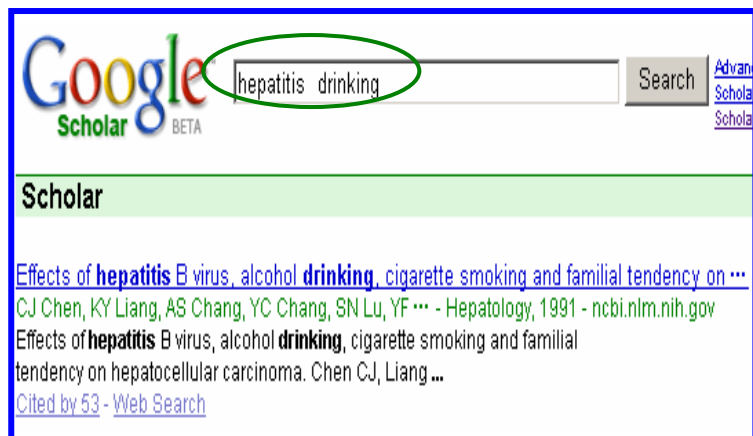 Google
Scholar BETA
hepatitis drinking
Search
Advan
Schola
Schola
Scholar
Effects of hepatitis B virus, alcohol drinking, cigarette smoking and familial tendency on ...
CJ Chen, KY Liang, AS Chang, YC Chang, SN Lu, YF ... - Hepatology, 1991 - ncbi.nlm.nih.gov
Effects of hepatitis B virus, alcohol drinking, cigarette smoking and familial
tendency on hepatocellular carcinoma. Chen CJ, Liang ...
Cited by 53 - Web Search